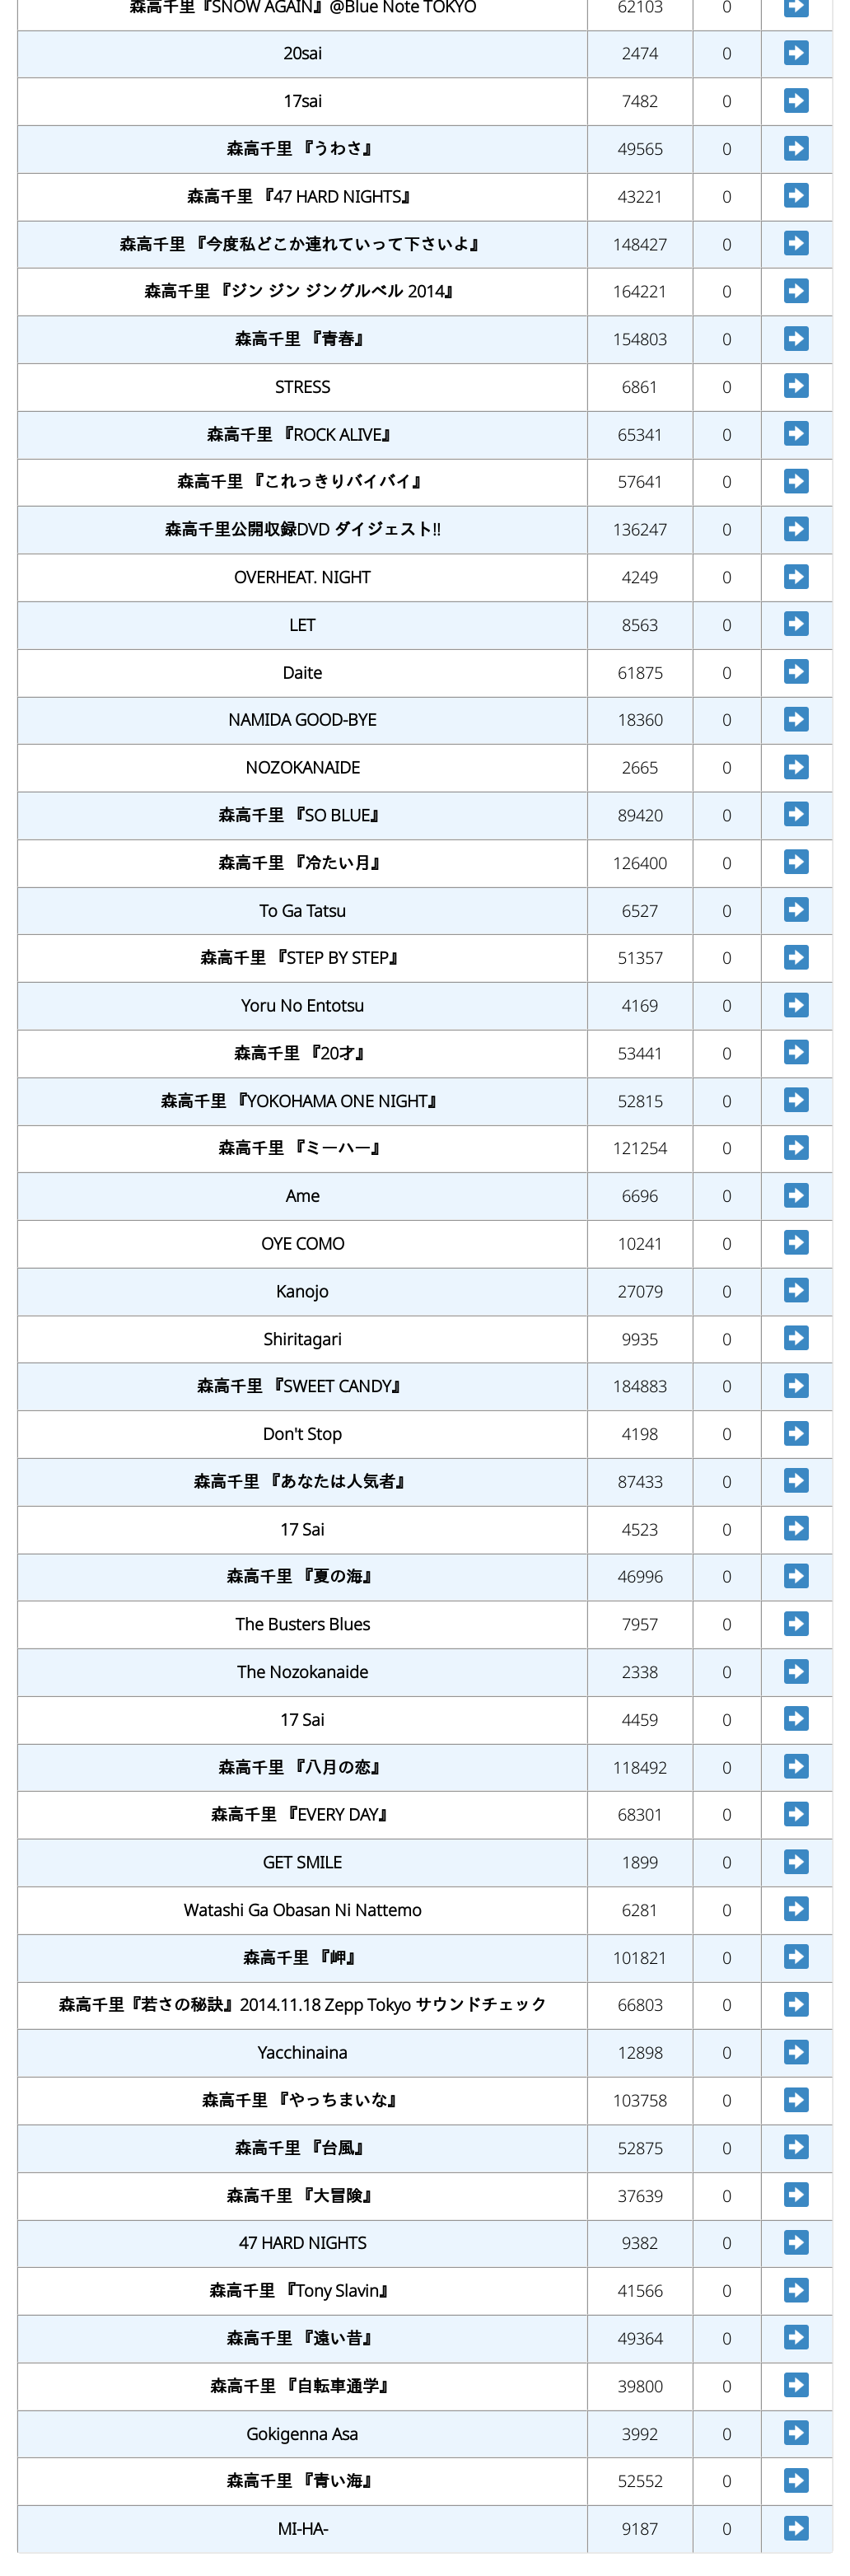 森高千里『SNOW AGAIN』@Blue Note TOKYO 62103 0
20sai 2474 0
17sai 7482 0
森高千里 『うわさ』 49565 0
森高千里 『47 HARD NIGHTS』 43221 0
森高千里 『今度私どこか連れていって下さいよ』 148427 0
森高千里 『ジン ジン ジングルベル 2014』 164221 0
森高千里 『青春』 154803 0
STRESS 6861 0
森高千里 『ROCK ALIVE』 65341 0
森高千里 『これっきりバイバイ』 57641 0
森高千里公開収録DVD ダイジェスト!! 136247 0
OVERHEAT. NIGHT 4249 0
LET 8563 0
Daite 61875 0
NAMIDA GOOD-BYE 18360 0
NOZOKANAIDE 2665 0
森高千里 『SO BLUE』 89420 0
森高千里 『冷たい月』 126400 0
To Ga Tatsu 6527 0
森高千里 『STEP BY STEP』 51357 0
Yoru No Entotsu 4169 0
森高千里 『20才』 53441 0
森高千里 『YOKOHAMA ONE NIGHT』 52815 0
森高千里 『ミーハー』 121254 0
Ame 6696 0
OYE COMO 10241 0
Kanojo 27079 0
Shiritagari 9935 0
森高千里 『SWEET CANDY』 184883 0
Don't Stop 4198 0
森高千里 『あなたは人気者』 87433 0
17 Sai 4523 0
森高千里 『夏の海』 46996 0
The Busters Blues 7957 0
The Nozokanaide 2338 0
17 Sai 4459 0
森高千里 『八月の恋』 118492 0
森高千里 『EVERY DAY』 68301 0
GET SMILE 1899 0
Watashi Ga Obasan Ni Nattemo 6281 0
森高千里 『岬』 101821 0
森高千里『若さの秘訣』2014.11.18 Zepp Tokyo サウンドチェック 66803 0
Yacchinaina 12898 0
森高千里 『やっちまいな』 103758 0
森高千里 『台風』 52875 0
森高千里 『大冒険』 37639 0
47 HARD NIGHTS 9382 0
森高千里 『Tony Slavin』 41566 0
森高千里 『遠い昔』 49364 0
森高千里 『自転車通学』 39800 0
Gokigenna Asa 3992 0
森高千里 『青い海』 52552 0
MI-HA- 9187 0